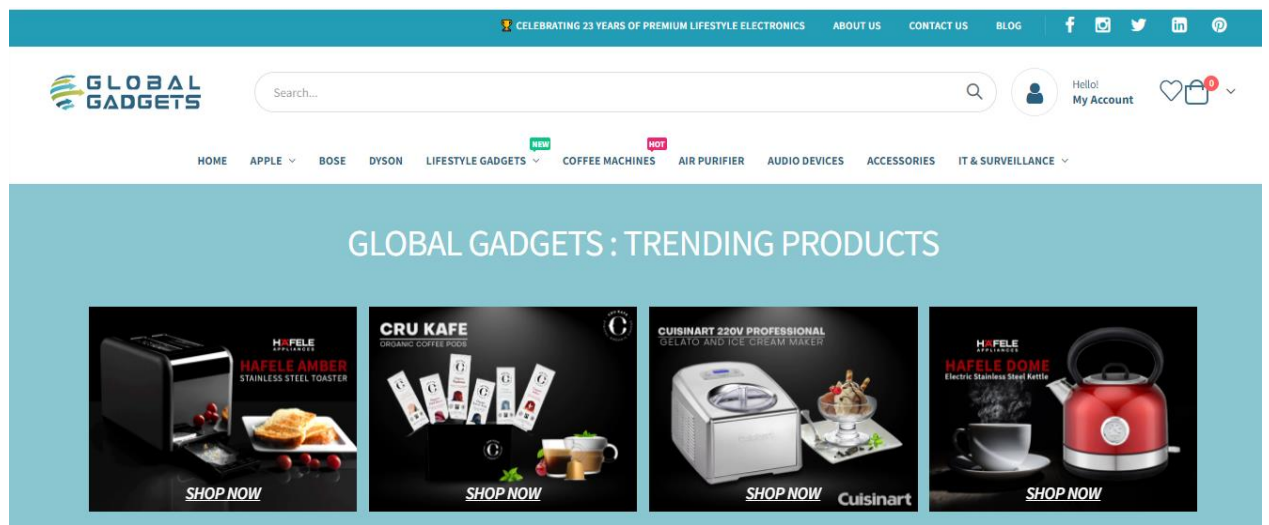 CELEBRATING 23 YEARS OF PREMIUM LIFESTYLE ELECTRONICS ABOUT US CONTACT US BLOG
GLOBAL
GADGETS
Search...
Hello!
My Account
0
NEW
HOT
HOME APPLE BOSE DYSON LIFESTYLE GADGETS COFFEE MACHINES AIR PURIFIER AUDIO DEVICES ACCESSORIES IT & SURVEILLANCE
GLOBAL GADGETS : TRENDING PRODUCTS
HAFELE
APPLIANCES
HAFELE AMBER
STAINLESS STEEL TOASTER
SHOP NOW
CRU KAFE
ORGANIC COFFEE PODS
SHOP NOW
CUISINART 220V PROFESSIONAL
GELATO AND ICE CREAM MAKER
SHOP NOW
Cuisinart
HAFELE
APPLIANCES
HAFELE DOME
Electric Stainless Steel Kettle
SHOP NOW